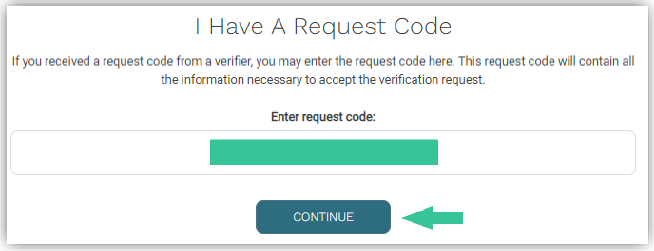 I Have A Request Code
If you received a request code from a verifier, you may enter the request code here. This request code will contain all
the information necessary to accept the verification request.
Enter request code:
CONTINUE